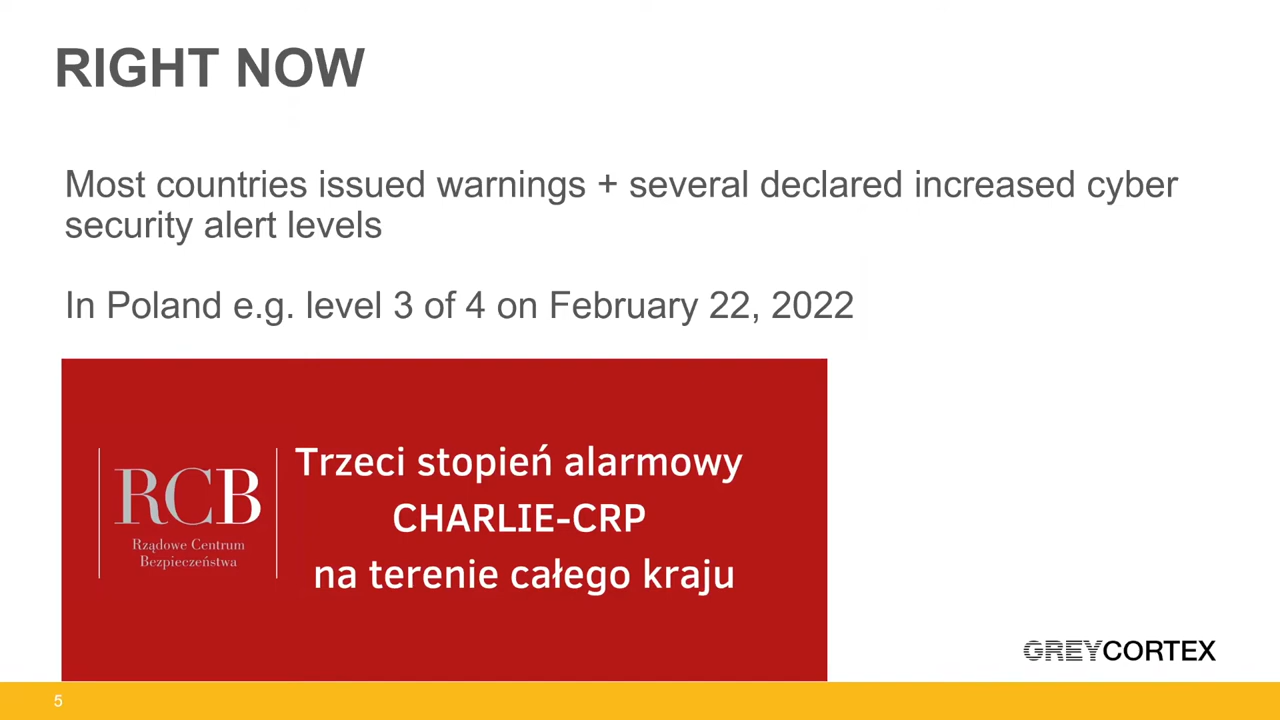 RIGHT NOW
Most countries issued warnings + several declared increased cyber
security alert levels
In Poland e.g. level 3 of 4 on February 22, 2022
RCB
Rządowe Centrum
Bezpieczeństwa
Trzeci stopień alarmowy
CHARLIE-CRP
na terenie całego kraju
GREYCORTEX
5